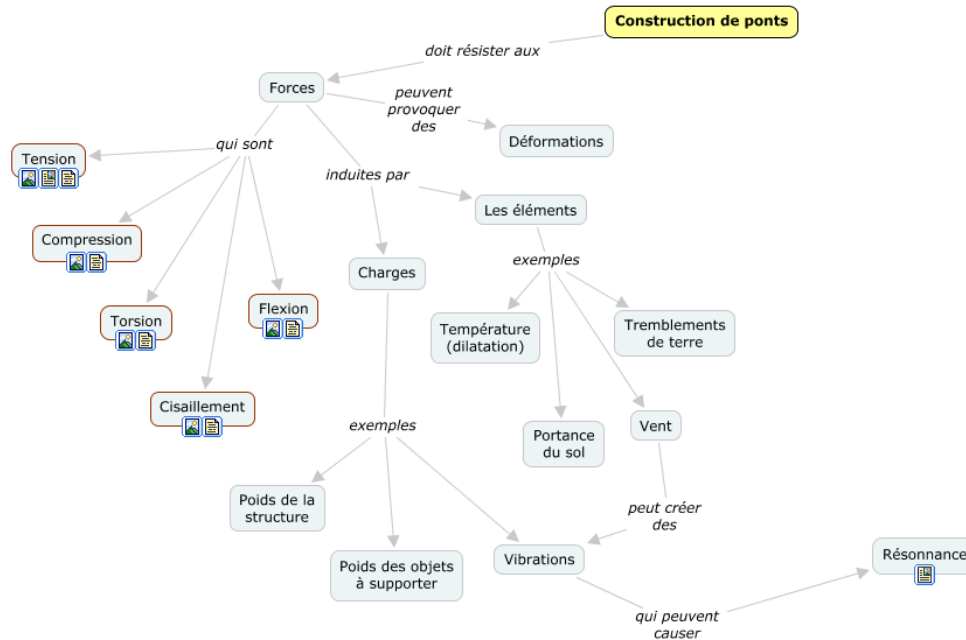 Construction de ponts
doit résister aux
Forces
peuvent
provoquer
des
Déformations
qui sont
Tension
induites par
Les éléments
Compression
exemples
Charges
Torsion
Flexion
Température
(dilatation)
Tremblements
de terre
Cisaillement
exemples
Portance
du sol
Vent
Poids de la
structure
peut créer
des
Poids des objets
à supporter
Vibrations
Résonnance
qui peuvent
causer